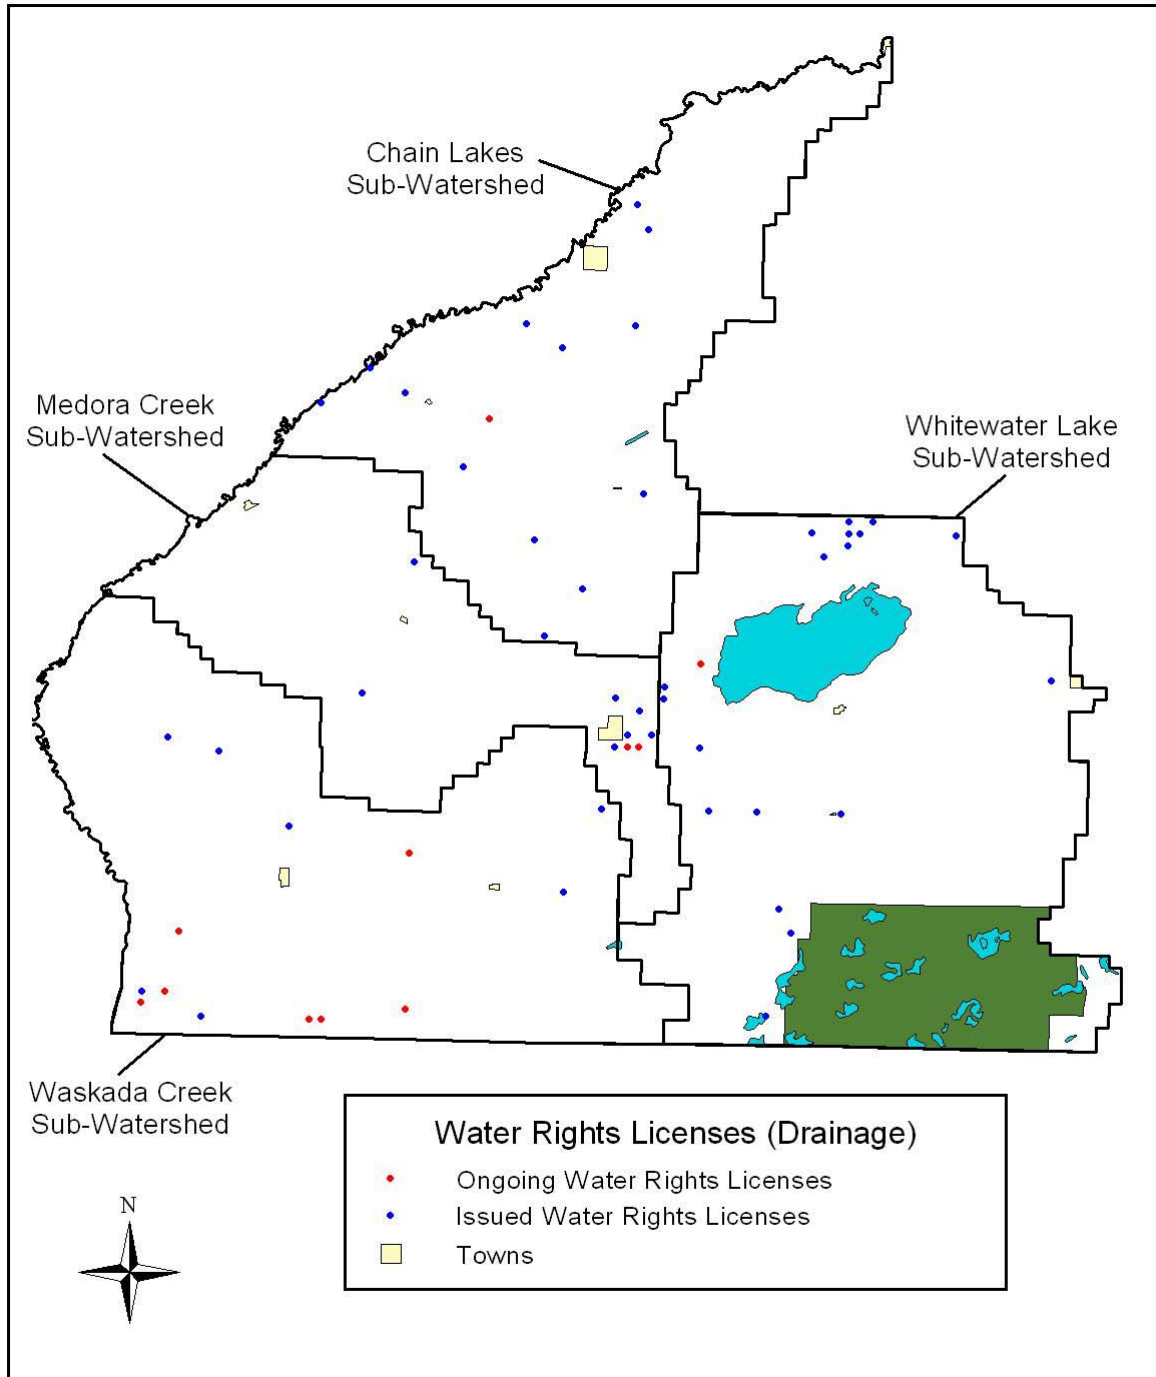 Chain Lakes
Sub-Watershed
Medora Creek
Sub-Watershed
Whitewater Lake
Sub-Watershed
Waskada Creek
Sub-Watershed
Water Rights Licenses (Drainage)
Ongoing Water Rights Licenses
Issued Water Rights Licenses
Towns
N